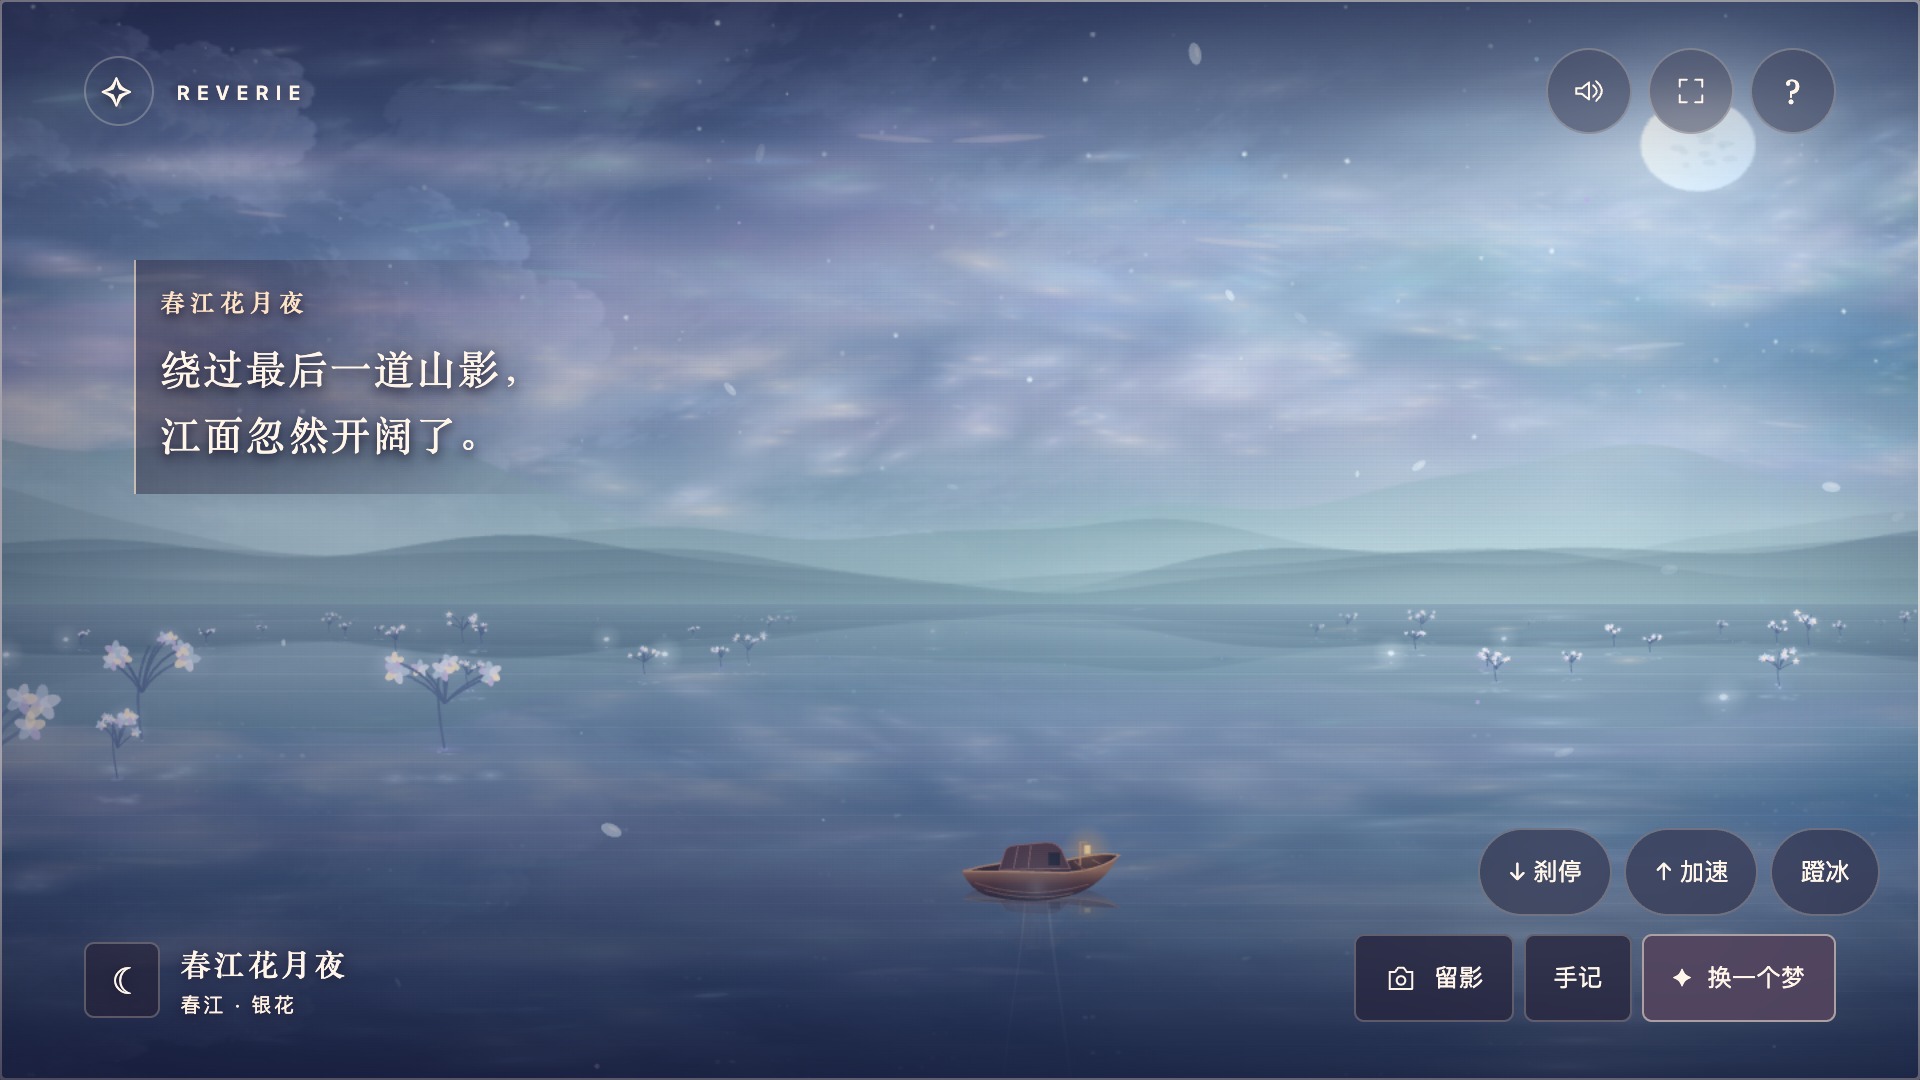 REVERIE
?
春江花月夜
绕过最后一道山影，
江面忽然开阔了。
↓ 刹停
↑ 加速
蹬冰
春江花月夜
春江 · 银花
留影
手记
换一个梦